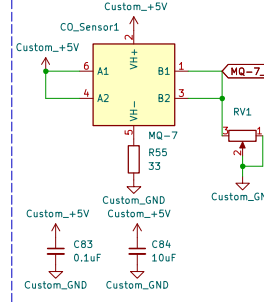 Custom_+5V
CO_Sensor1
Custom_+5V
2
VH+
6 A1 B1 1
MQ-7_
4 A2 B2 3
VH-
RV1
3 1
2
5 MQ-7
R55
33
Custom_GND
Custom_GN
Custom_+5V Custom_+5V
C83 C84
0.1uF 10uF
Custom_GND Custom_GND